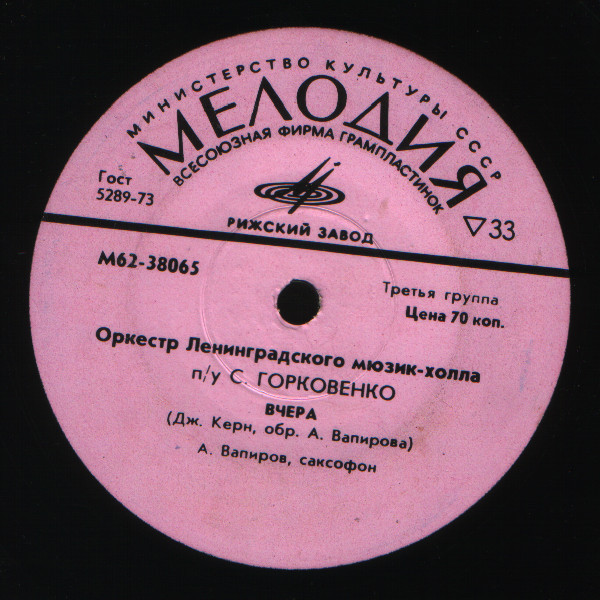 МИНИСТЕРСТВО КУЛЬТУРЫ СССР
МЕЛОДИЯ
ВСЕСОЮЗНАЯ ФИРМА ГРАМПЛАСТИНОК
Гост
5289-73
РИЖСКИЙ ЗАВОД
33
М62-38065
Третья группа
Цена 70 коп.
Оркестр Ленинградского мюзик-холла
п/у С. ГОРКОВЕНКО
ВЧЕРА
(Дж. Керн, обр. А. Вапирова)
А. Вапиров, саксофон